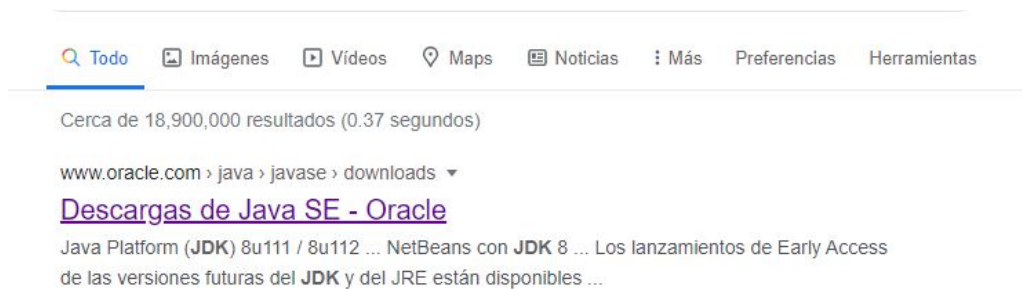 Todo Imágenes Vídeos Maps Noticias Más Preferencias Herramientas
Cerca de 18,900,000 resultados (0.37 segundos)
www.oracle.com › java › javase › downloads
Descargas de Java SE - Oracle
Java Platform (JDK) 8u111 / 8u112 ... NetBeans con JDK 8 ... Los lanzamientos de Early Access
de las versiones futuras del JDK y del JRE están disponibles ...